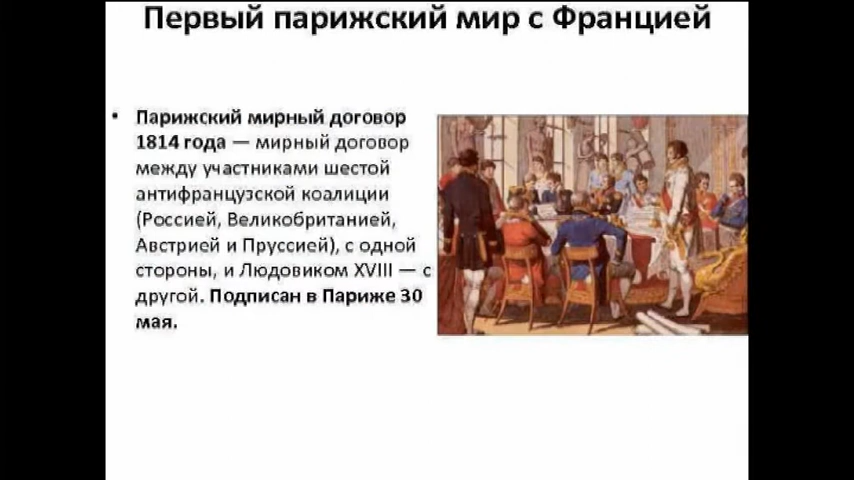 Первый парижский мир с Францией
• Парижский мирный договор
1814 года — мирный договор
между участниками шестой
антифранцузской коалиции
(Россией, Великобританией,
Австрией и Пруссией), с одной
стороны, и Людовиком XVIII — с
другой. Подписан в Париже 30
мая.